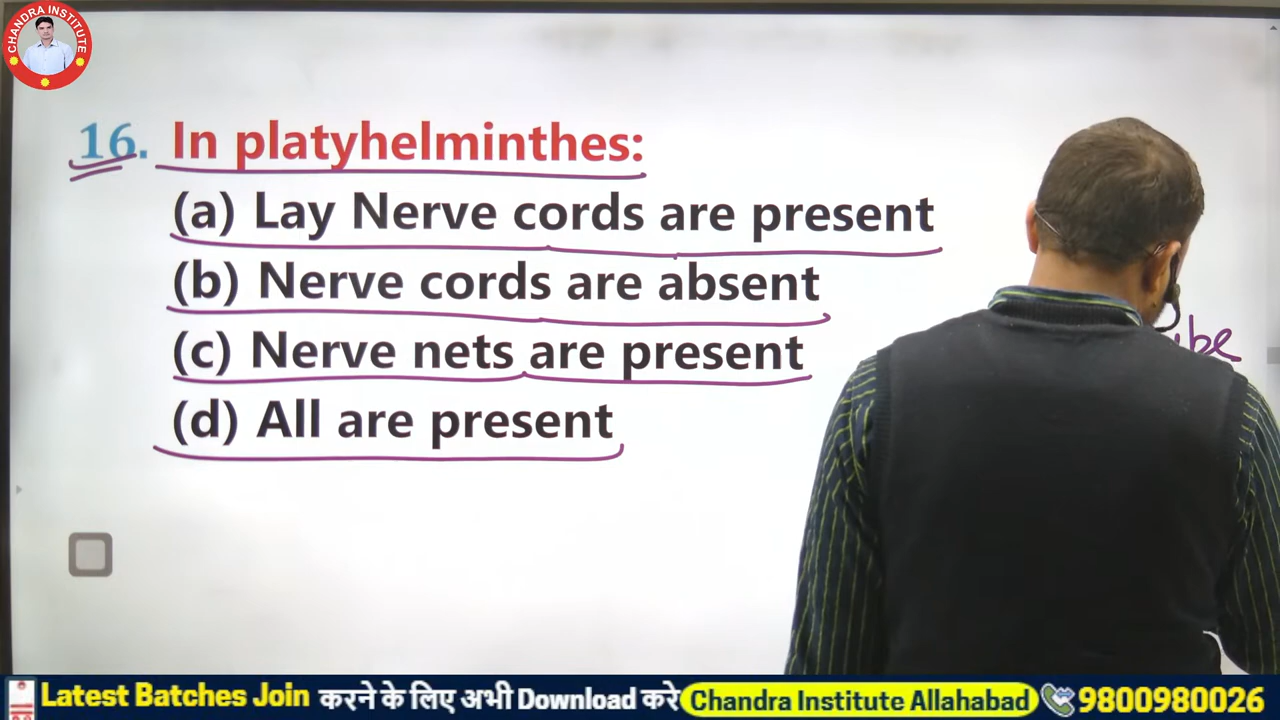 CHANDRA INSTITUTE
16. In platyhelminthes:
(a) Lay Nerve cords are present
(b) Nerve cords are absent
(c) Nerve nets are present
(d) All are present
Latest Batches Join करने के लिए अभी Download करे Chandra Institute Allahabad 9800980026